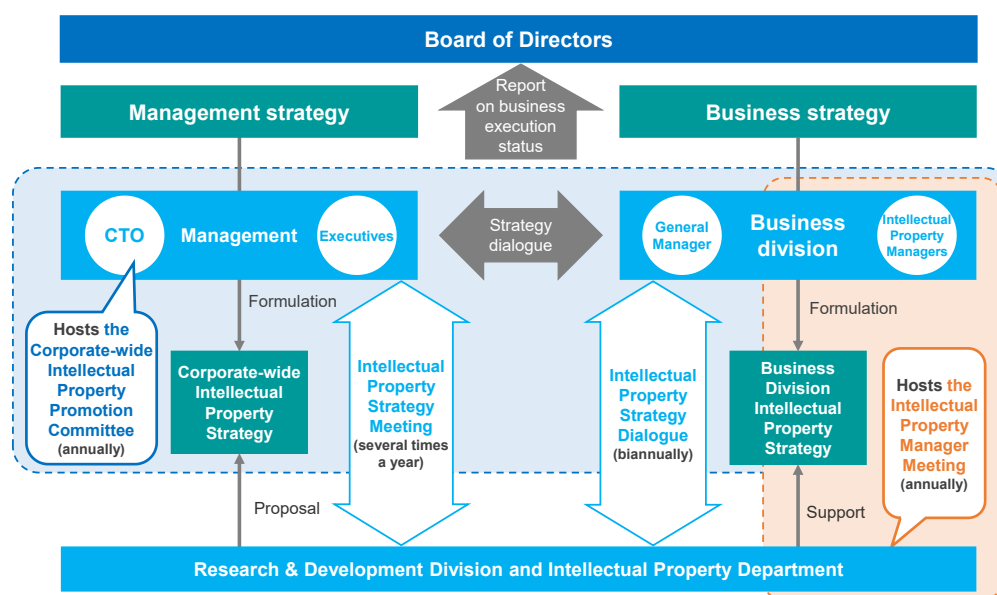 Board of Directors
Report
on business
execution
status
Management strategy
Business strategy
CTO
Management
Executives
Strategy
dialogue
General
Manager
Business
division
Intellectual
Property
Managers
Formulation
Formulation
Hosts the
Corporate-wide
Intellectual
Property
Promotion
Committee
(annually)
Corporate-wide
Intellectual
Property
Strategy
Intellectual
Property
Strategy
Meeting
(several times
a year)
Intellectual
Property
Strategy
Dialogue
(biannually)
Business
Division
Intellectual
Property
Strategy
Hosts the
Intellectual
Property
Manager
Meeting
(annually)
Proposal
Support
Research & Development Division and Intellectual Property Department